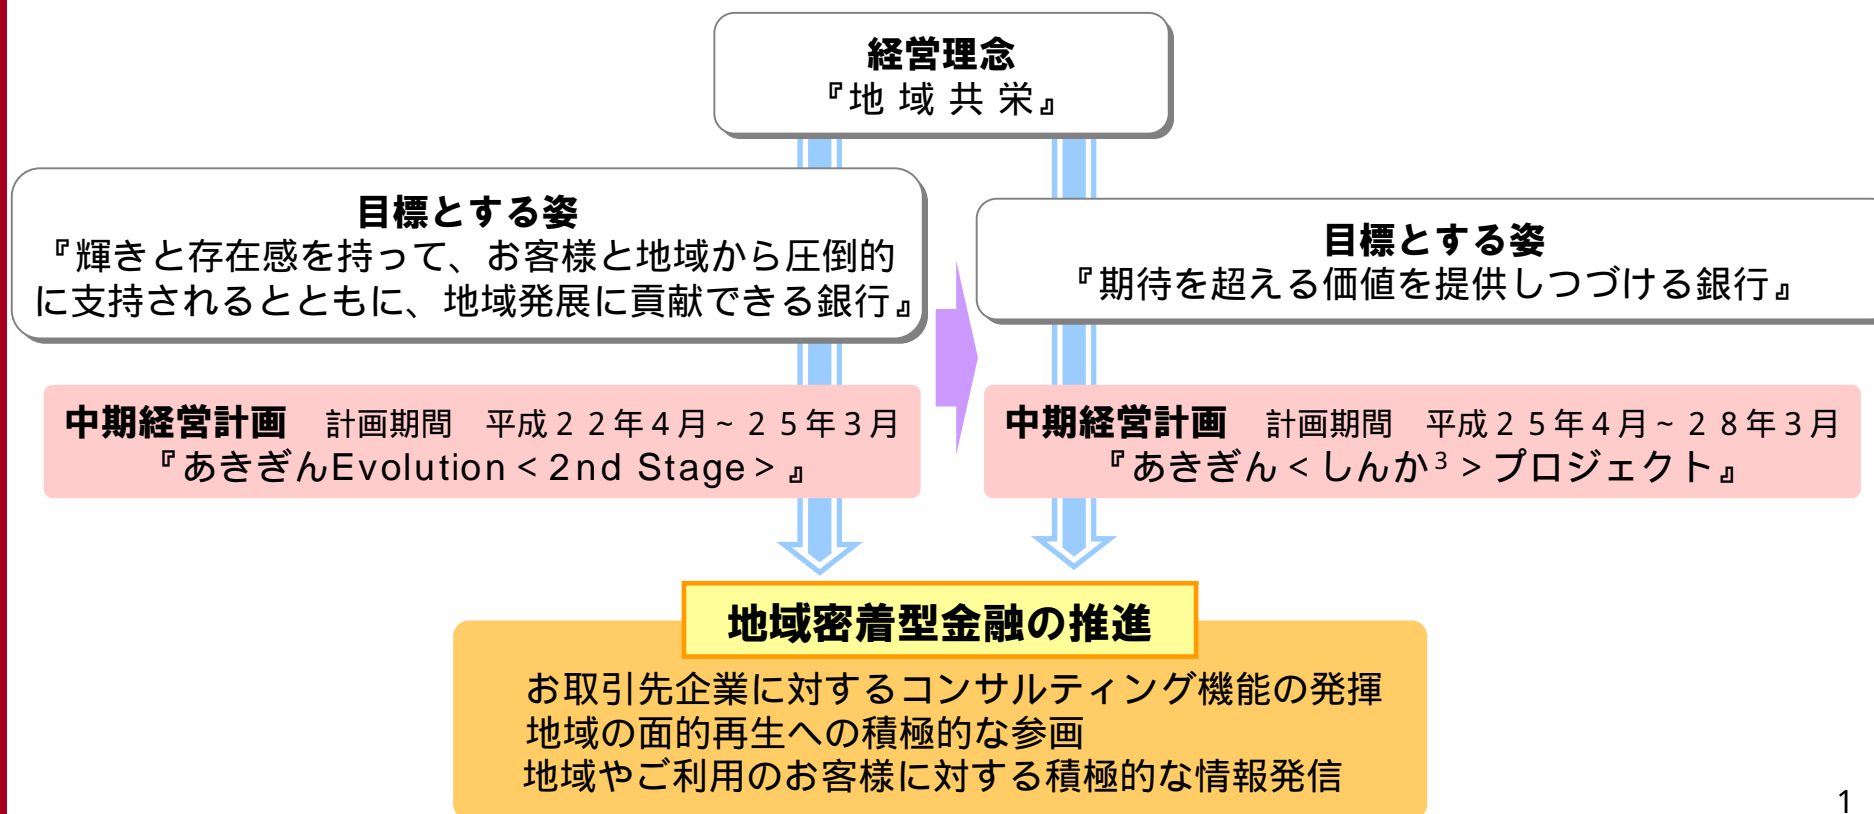 経営理念
『地 域 共 栄』
目標とする姿
『輝きと存在感を持って、お客様と地域から圧倒的
に支持されるとともに、地域発展に貢献できる銀行』
目標とする姿
『期待を超える価値を提供しつづける銀行』
中期経営計画　計画期間　平成２２年４月~２５年３月
『あきぎんEvolution＜2nd Stage＞』
中期経営計画　計画期間　平成２５年４月~２８年３月
『あきぎん＜しんか³＞プロジェクト』
地域密着型金融の推進
お取引先企業に対するコンサルティング機能の発揮
地域の面的再生への積極的な参画
地域やご利用のお客様に対する積極的な情報発信
1